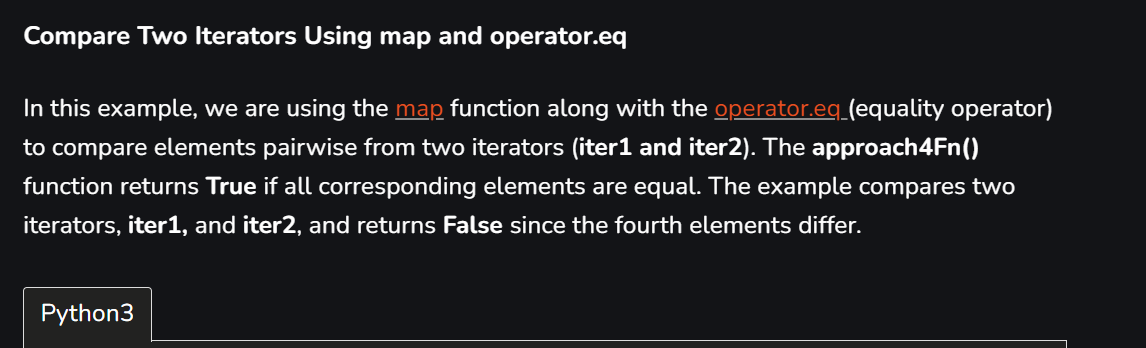 Compare Two Iterators Using map and operator.eq
In this example, we are using the map function along with the operator.eq (equality operator)
to compare elements pairwise from two iterators (iter1 and iter2). The approach4Fn()
function returns True if all corresponding elements are equal. The example compares two
iterators, iter1, and iter2, and returns False since the fourth elements differ.
Python3